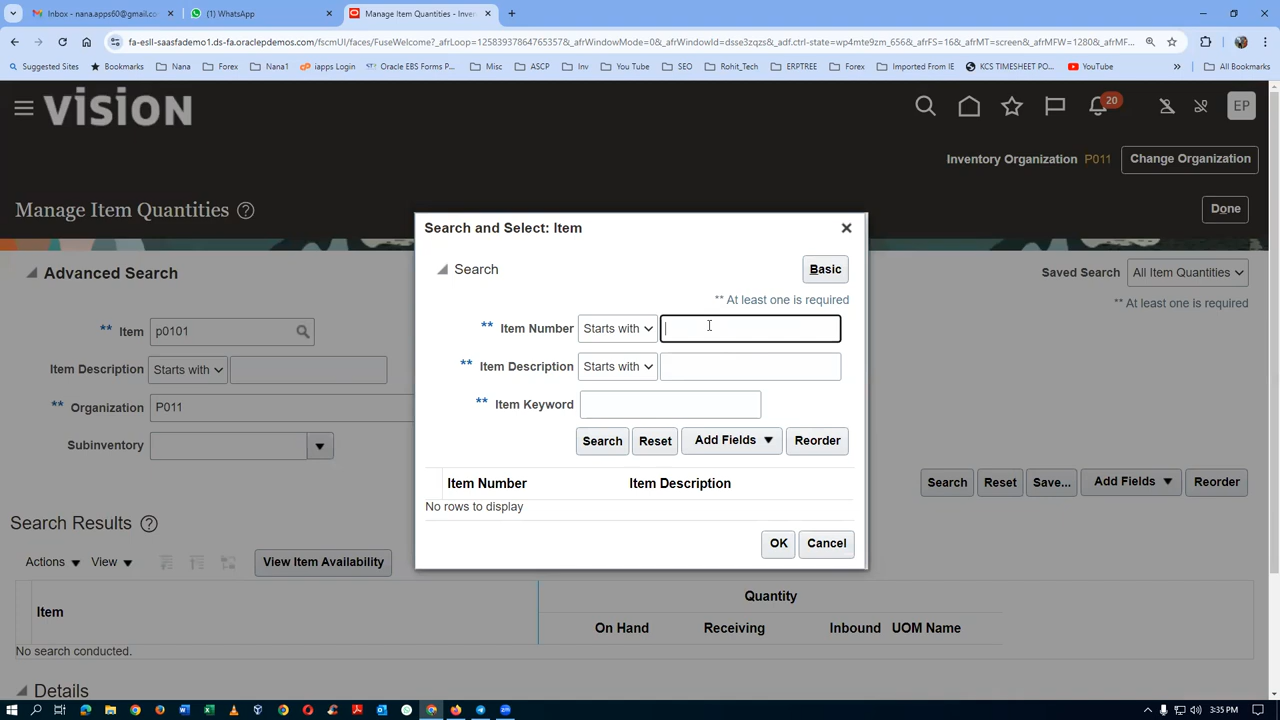 Inbox - nana.apps60@gmail.co
(1) WhatsApp
Manage Item Quantities - Inve
fa-esll-saasfademo1.ds-fa.oraclepdemos.com/fscmUI/faces/FuseWelcome?_afrLoop=12583937864765357&_afrWindowMode=0&_afrWindowId=dsse3zqzs&_adf.ctrl-state=wp4mte9zm_656&_afrFS=16&_afrMT=screen&_afrMFW=1280&_afrMF...
Suggested Sites Bookmarks Nana Forex Nana1 iapps Login Oracle EBS Forms P... Misc ASCP Inv You Tube SEO Rohit_Tech ERPTREE Forex Imported From IE KCS TIMESHEET PO... YouTube » All Bookmarks
VISION
20
EP
Inventory Organization P011 Change Organization
Manage Item Quantities
Done
Advanced Search
Saved Search All Item Quantities
** At least one is required
** Item p0101
Item Description Starts with
** Organization P011
Subinventory
Search Reset Save... Add Fields Reorder
Search and Select: Item
Search
Basic
** At least one is required
** Item Number Starts with
** Item Description Starts with
** Item Keyword
Search Reset Add Fields Reorder
Item Number Item Description
No rows to display
OK Cancel
Search Results
Actions View View Item Availability
Item
Quantity
On Hand Receiving Inbound UOM Name
No search conducted.
Details
3:35 PM